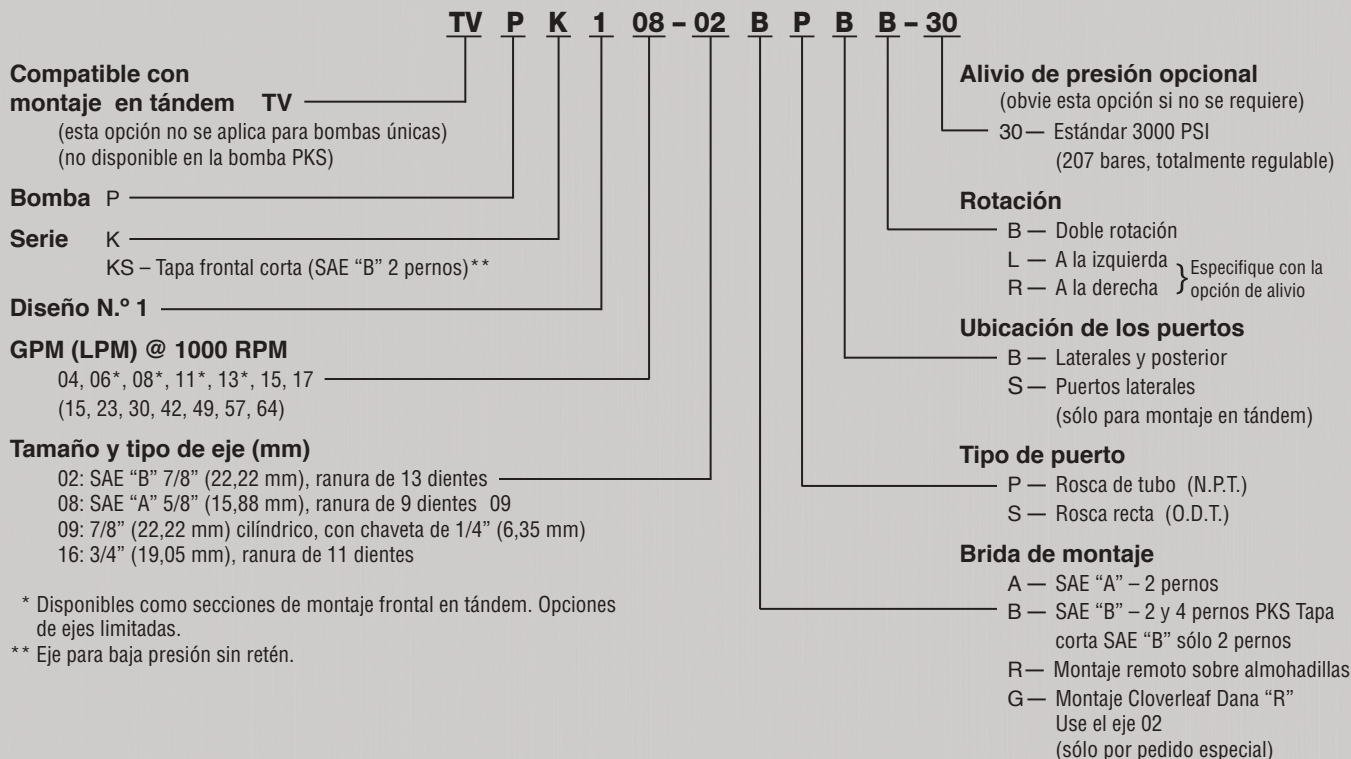 TV P K 1 08 – 02 B P B B – 30
Compatible con
montaje en tándem TV
(esta opción no se aplica para bombas únicas)
(no disponible en la bomba PKS)
Bomba P
Serie K
KS – Tapa frontal corta (SAE “B” 2 pernos)**
Diseño N.º 1
GPM (LPM) @ 1000 RPM
04, 06*, 08*, 11*, 13*, 15, 17
(15, 23, 30, 42, 49, 57, 64)
Tamaño y tipo de eje (mm)
02: SAE “B” 7/8” (22,22 mm), ranura de 13 dientes
08: SAE “A” 5/8” (15,88 mm), ranura de 9 dientes 09
09: 7/8” (22,22 mm) cilíndrico, con chaveta de 1/4” (6,35 mm)
16: 3/4” (19,05 mm), ranura de 11 dientes
* Disponibles como secciones de montaje frontal en tándem. Opciones
de ejes limitadas.
** Eje para baja presión sin retén.
Alivio de presión opcional
(obvie esta opción si no se requiere)
30 — Estándar 3000 PSI
(207 bares, totalmente regulable)
Rotación
B — Doble rotación
L — A la izquierda
R — A la derecha
} Especifique con la
opción de alivio
Ubicación de los puertos
B — Laterales y posterior
S — Puertos laterales
(sólo para montaje en tándem)
Tipo de puerto
P — Rosca de tubo (N.P.T.)
S — Rosca recta (O.D.T.)
Brida de montaje
A — SAE “A” – 2 pernos
B — SAE “B” – 2 y 4 pernos PKS Tapa
corta SAE “B” sólo 2 pernos
R — Montaje remoto sobre almohadillas
G — Montaje Cloverleaf Dana “R”
Use el eje 02
(sólo por pedido especial)